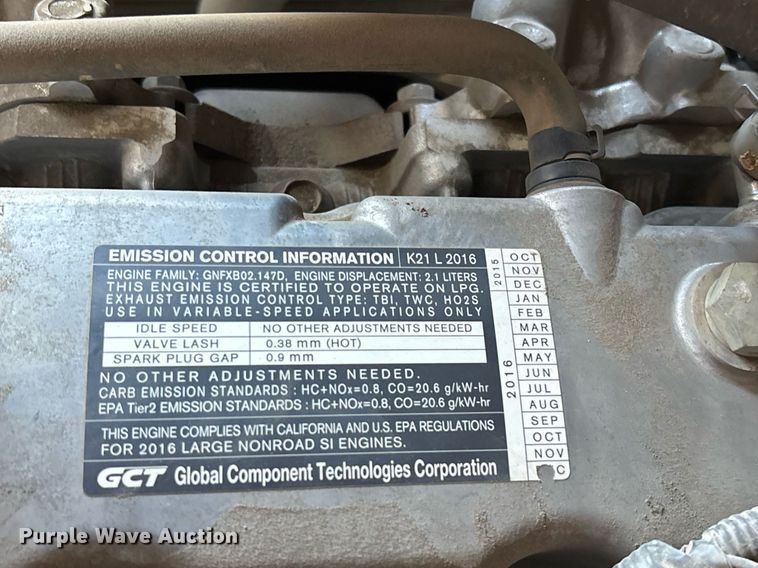 EMISSION CONTROL INFORMATION K21 L 2016
ENGINE FAMILY: GNFXB02.147D, ENGINE DISPLACEMENT: 2.1 LITERS
THIS ENGINE IS CERTIFIED TO OPERATE ON LPG.
EXHAUST EMISSION CONTROL TYPE: TBI, TWC, HO2S
USE IN VARIABLE-SPEED APPLICATIONS ONLY
IDLE SPEED NO OTHER ADJUSTMENTS NEEDED
VALVE LASH 0.38 mm (HOT)
SPARK PLUG GAP 0.9 mm
NO OTHER ADJUSTMENTS NEEDED.
CARB EMISSION STANDARDS : HC+NOx=0.8, CO=20.6 g/kW-hr
EPA Tier2 EMISSION STANDARDS : HC+NOx=0.8, CO=20.6 g/kW-hr
THIS ENGINE COMPLIES WITH CALIFORNIA AND U.S. EPA REGULATIONS
FOR 2016 LARGE NONROAD SI ENGINES.
GCT Global Component Technologies Corporation
2015
OCT
NOV
DEC
2016
JAN
FEB
MAR
APR
MAY
JUN
JUL
AUG
SEP
OCT
NOV
Purple Wave Auction